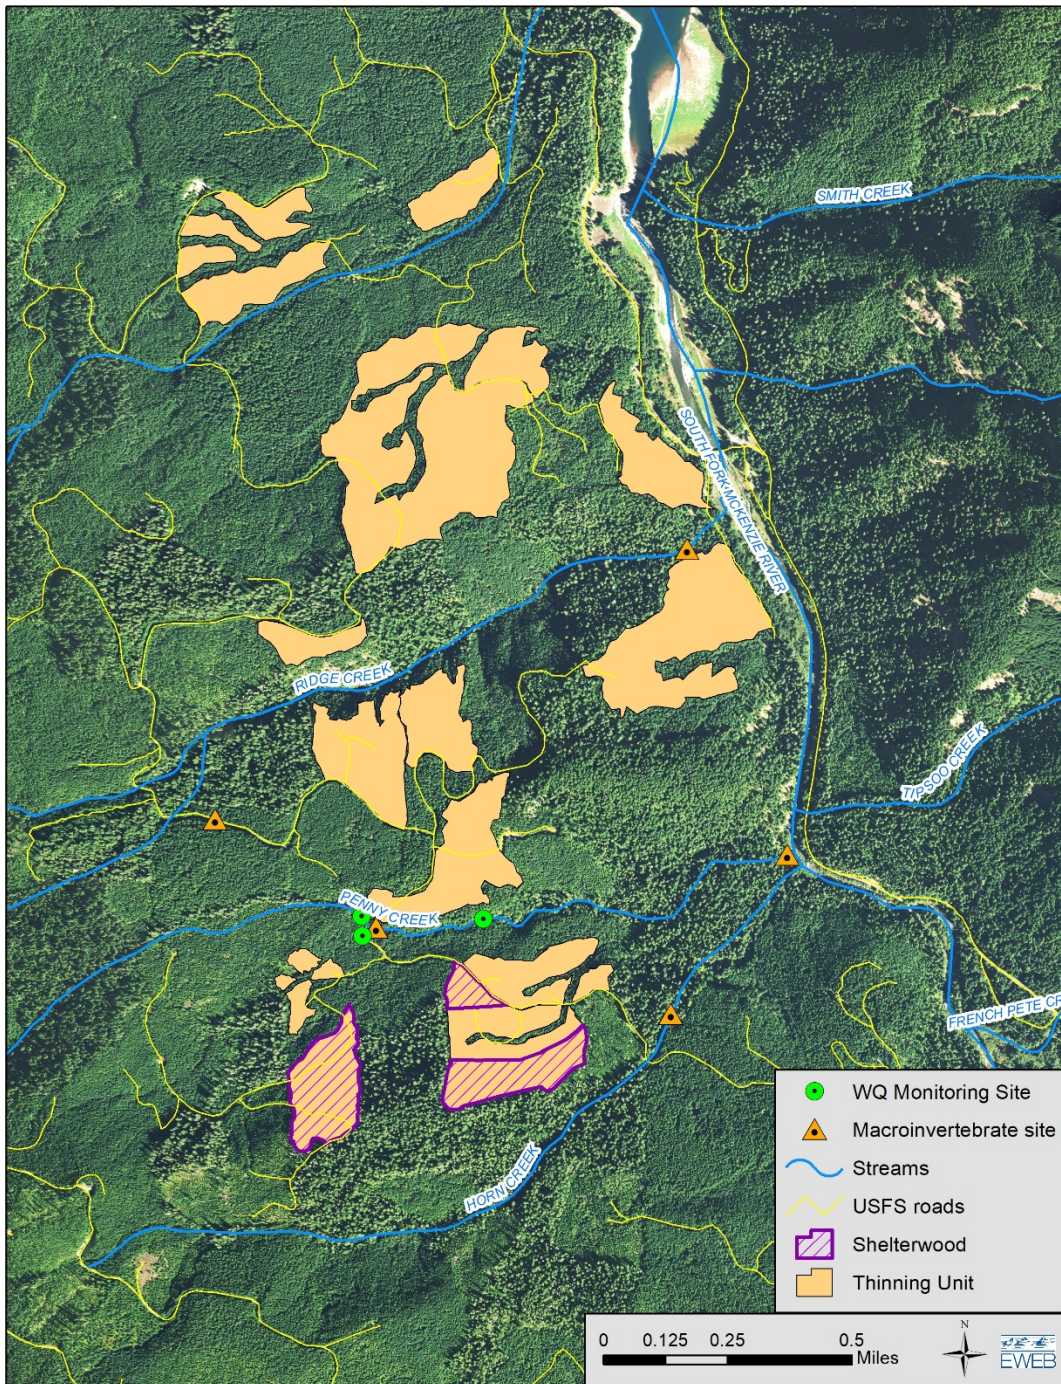 SMITH CREEK
SOUTH FORK MCKENZIE RIVER
RIDGE CREEK
TIPSOO CREEK
PENNY CREEK
FRENCH PETE CR
HORN CREEK
WQ Monitoring Site
Macroinvertebrate site
Streams
USFS roads
Shelterwood
Thinning Unit
0 0.125 0.25 0.5
Miles
N
EWEB